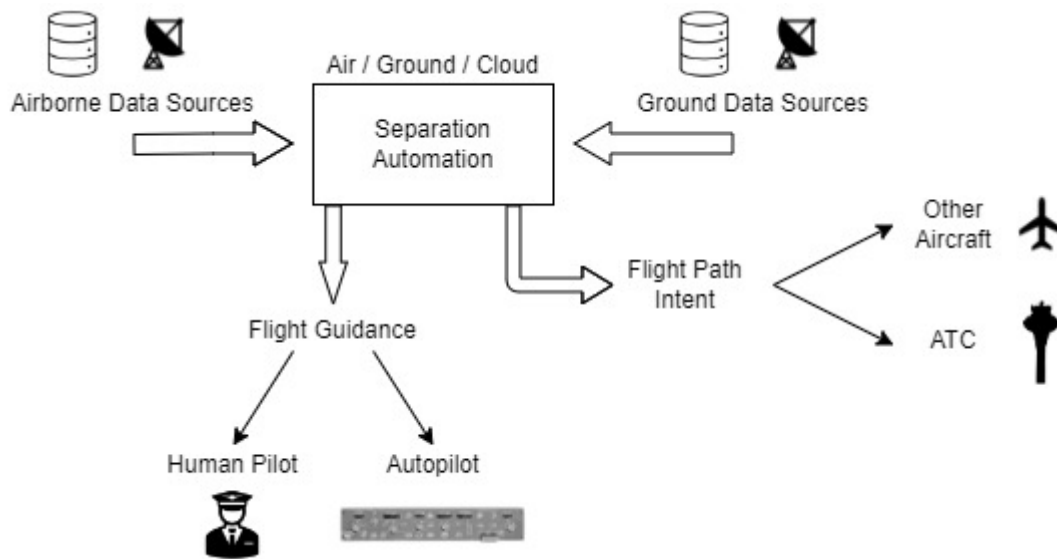 Air / Ground / Cloud
Airborne Data Sources
Ground Data Sources
Separation
Automation
Other
Aircraft
Flight Path
Intent
Flight Guidance
ATC
Human Pilot
Autopilot